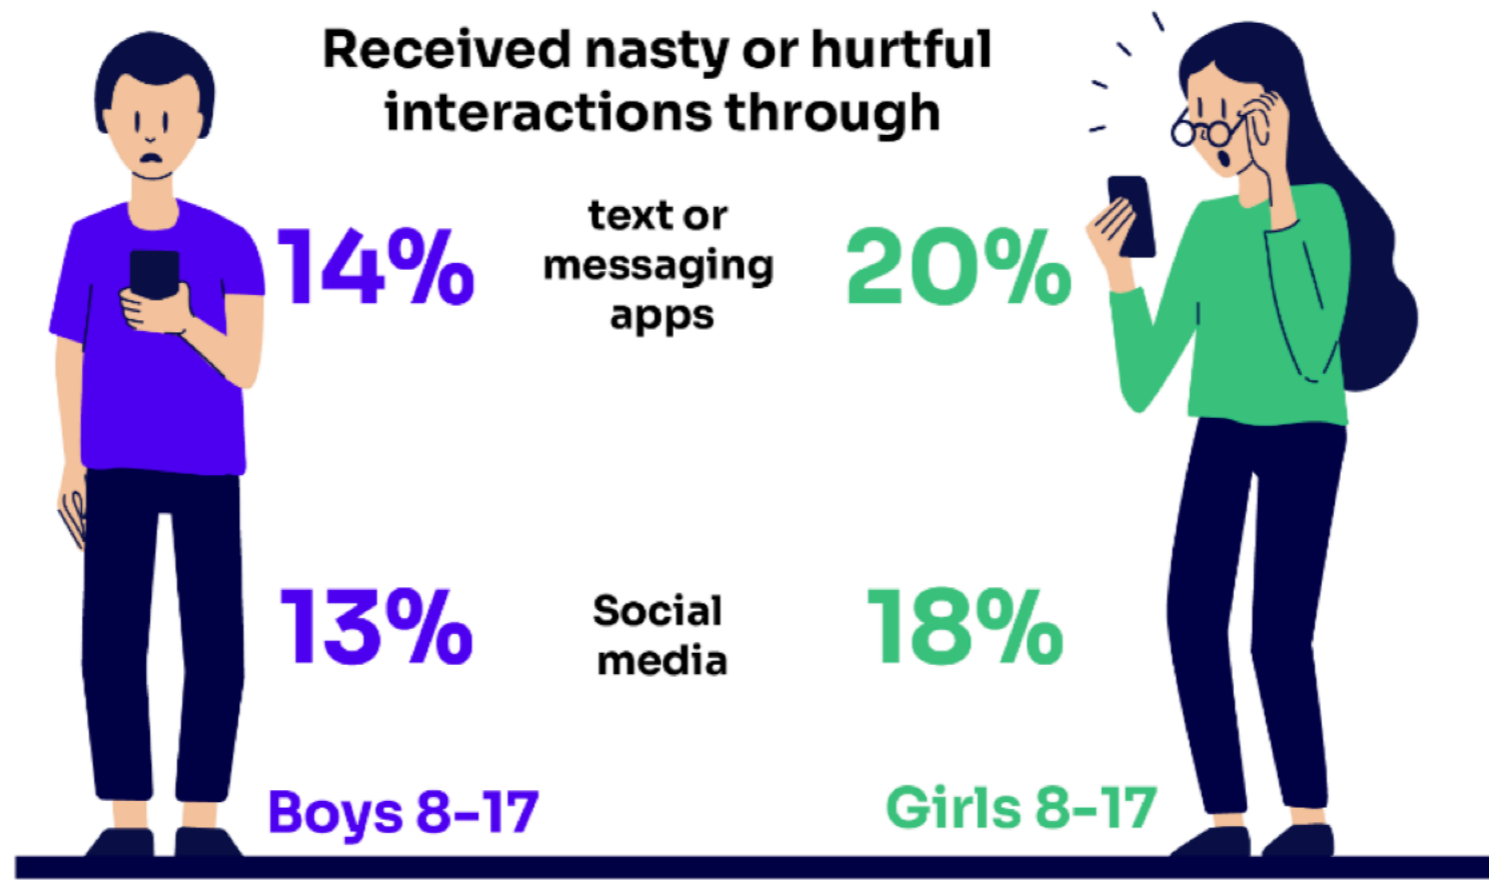 Received nasty or hurtful
interactions through
14%
text or
messaging
apps
20%
13%
Social
media
18%
Boys 8-17
Girls 8-17